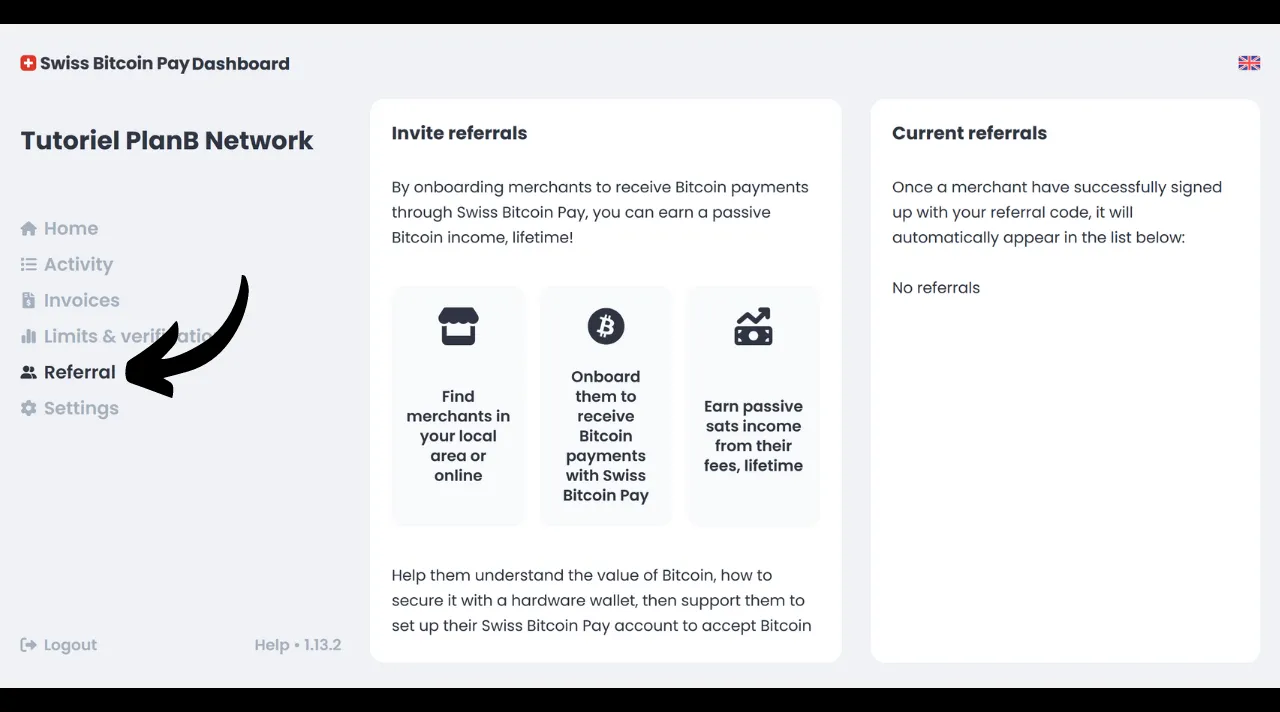 Swiss Bitcoin Pay Dashboard
Tutoriel PlanB Network
Home
Activity
Invoices
Limits & verification
Referral
Settings
Logout
Help • 1.13.2
Invite referrals
By onboarding merchants to receive Bitcoin payments
through Swiss Bitcoin Pay, you can earn a passive
Bitcoin income, lifetime!
Find
merchants in
your local
area or
online
Onboard
them to
receive
Bitcoin
payments
with Swiss
Bitcoin Pay
Earn passive
sats income
from their
fees, lifetime
Help them understand the value of Bitcoin, how to
secure it with a hardware wallet, then support them to
set up their Swiss Bitcoin Pay account to accept Bitcoin
Current referrals
Once a merchant have successfully signed
up with your referral code, it will
automatically appear in the list below:
No referrals